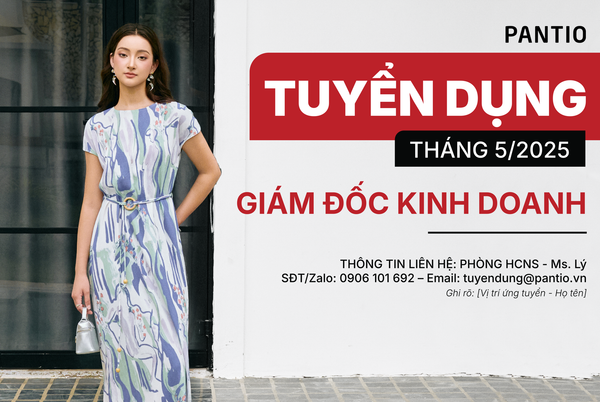 PANTIO
TUYỂN DỤNG
THÁNG 5/2025
GIÁM ĐỐC KINH DOANH
THÔNG TIN LIÊN HỆ: PHÒNG HCNS - Ms. Lý
SĐT/Zalo: 0906 101 692 – Email: tuyendung@pantio.vn
Ghi rõ: [Vị trí ứng tuyển - Họ tên]